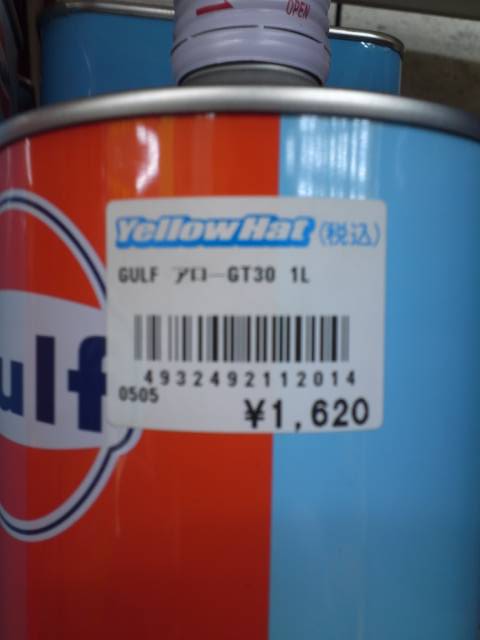 OPEN
YellowHat (税込)
GULF アロ-GT30 1L
4932492112014
0505
¥1,620
ulf